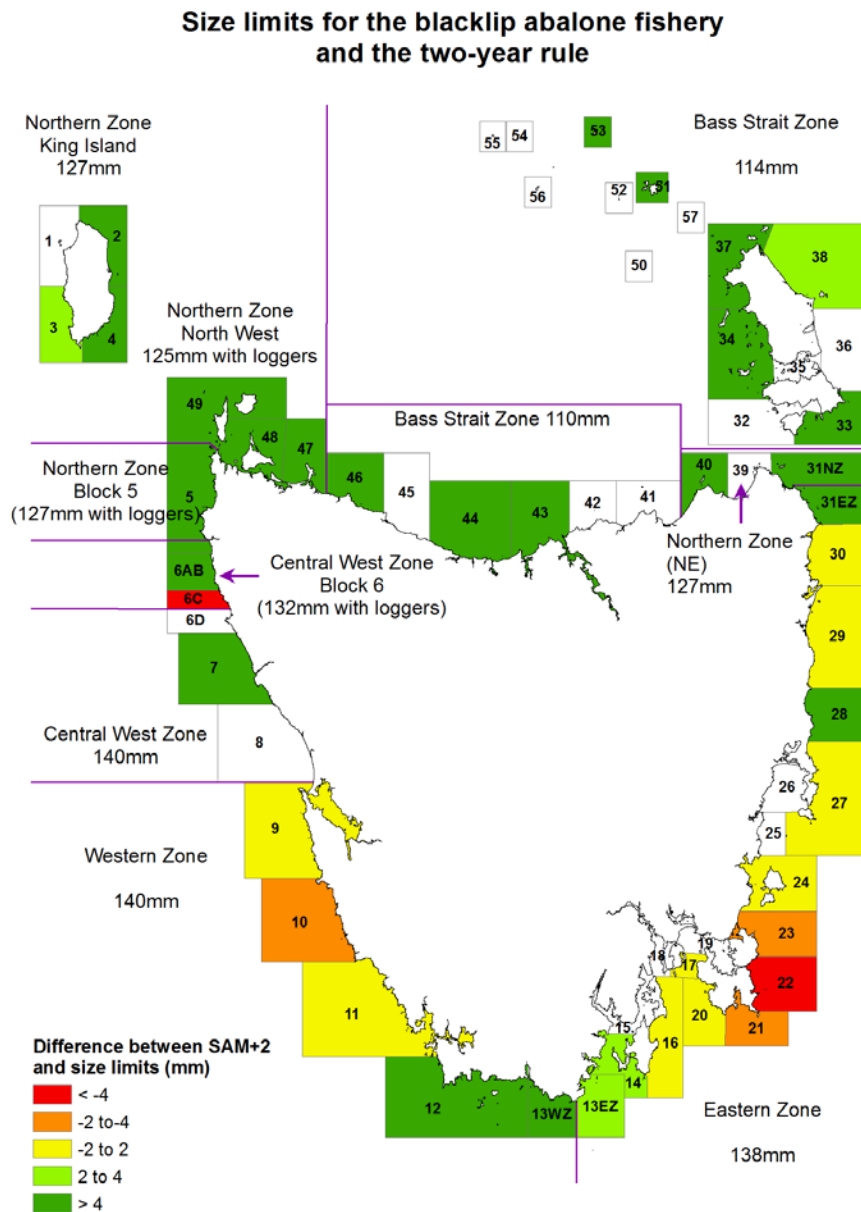 Size limits for the blacklip abalone fishery
and the two-year rule
Northern Zone
King Island
127mm
Bass Strait Zone
114mm
55
54
53
56
52
51
57
50
1
2
3
4
37
38
34
36
35
32
33
Northern Zone
North West
125mm with loggers
49
48
47
Bass Strait Zone 110mm
46
45
44
43
42
41
40
39
31NZ
31EZ
Northern Zone
Block 5
(127mm with loggers)
5
6AB
6C
6D
Central West Zone
Block 6
(132mm with loggers)
Northern Zone
(NE)
127mm
30
29
28
27
26
25
7
8
Central West Zone
140mm
9
Western Zone
140mm
10
11
24
23
22
21
20
19
18
17
16
15
14
13EZ
13WZ
12
Eastern Zone
138mm
Difference between SAM+2
and size limits (mm)
< -4
-2 to-4
-2 to 2
2 to 4
> 4